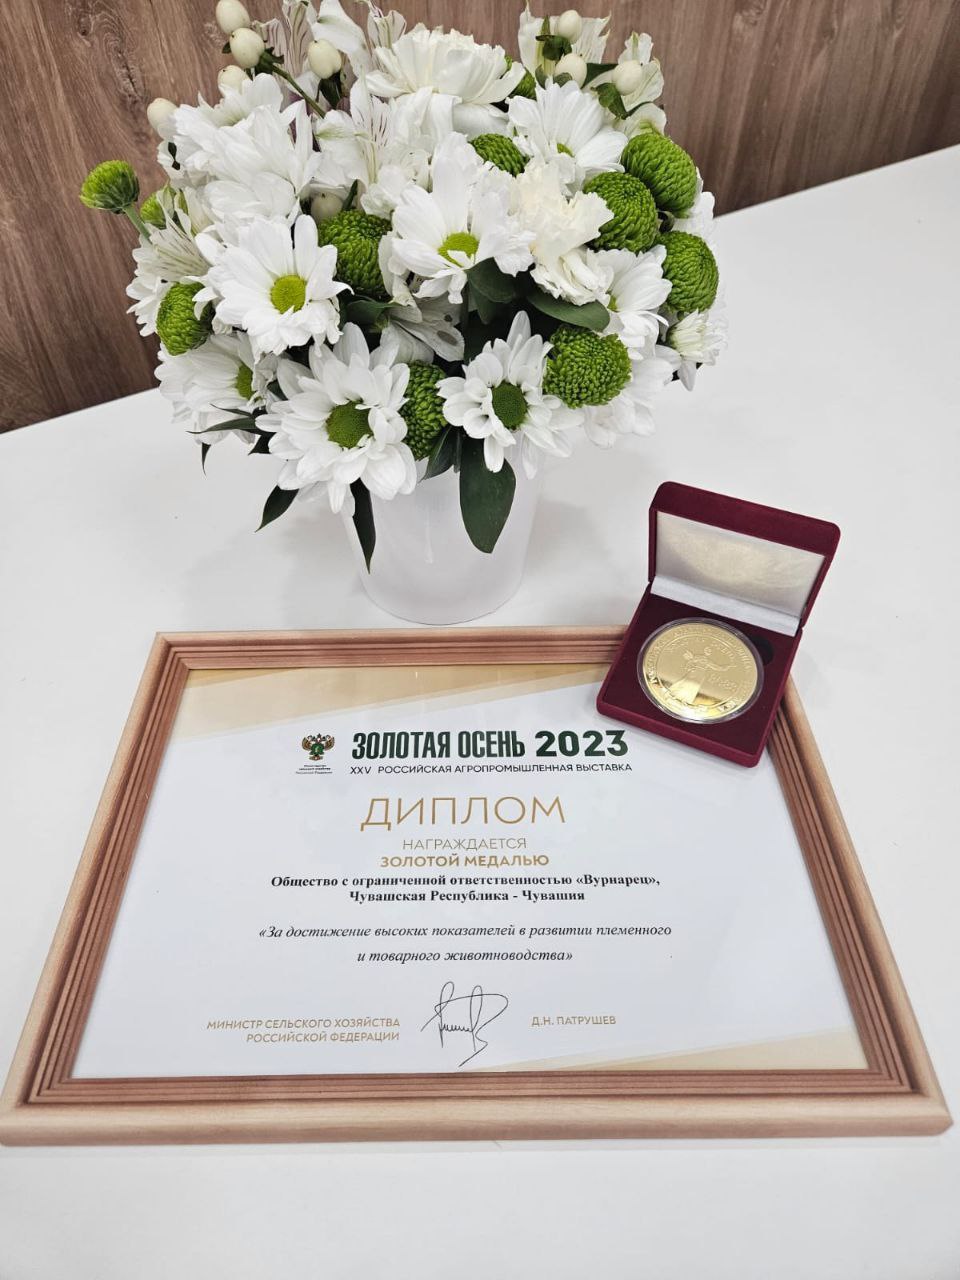 ЗОЛОТАЯ ОСЕНЬ 2023
XXV РОССИЙСКАЯ АГРОПРОМЫШЛЕННАЯ ВЫСТАВКА
ДИПЛОМ
НАГРАЖДАЕТСЯ
ЗОЛОТОЙ МЕДАЛЬЮ
Общество с ограниченной ответственностью «Вурнарец»,
Чувашская Республика - Чувашия
«За достижение высоких показателей в развитии племенного
и товарного животноводства»
МИНИСТР СЕЛЬСКОГО ХОЗЯЙСТВА
РОССИЙСКОЙ ФЕДЕРАЦИИ
Д.Н. ПАТРУШЕВ